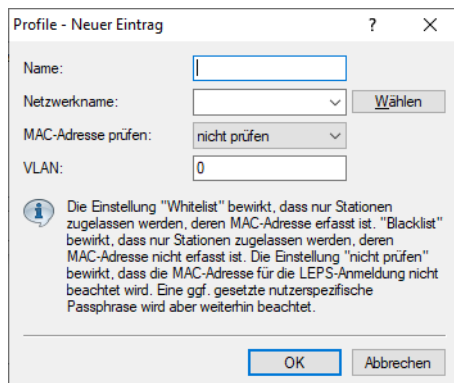 Profile - Neuer Eintrag ? ×
Name:
Netzwerkname: Wählen
MAC-Adresse prüfen: nicht prüfen
VLAN: 0
Die Einstellung "Whitelist" bewirkt, dass nur Stationen
zugelassen werden, deren MAC-Adresse erfasst ist. "Blacklist"
bewirkt, dass nur Stationen zugelassen werden, deren
MAC-Adresse nicht erfasst ist. Die Einstellung "nicht prüfen"
bewirkt, dass die MAC-Adresse für die LEPS-Anmeldung nicht
beachtet wird. Eine ggf. gesetzte nutzerspezifische
Passphrase wird aber weiterhin beachtet.
OK Abbrechen